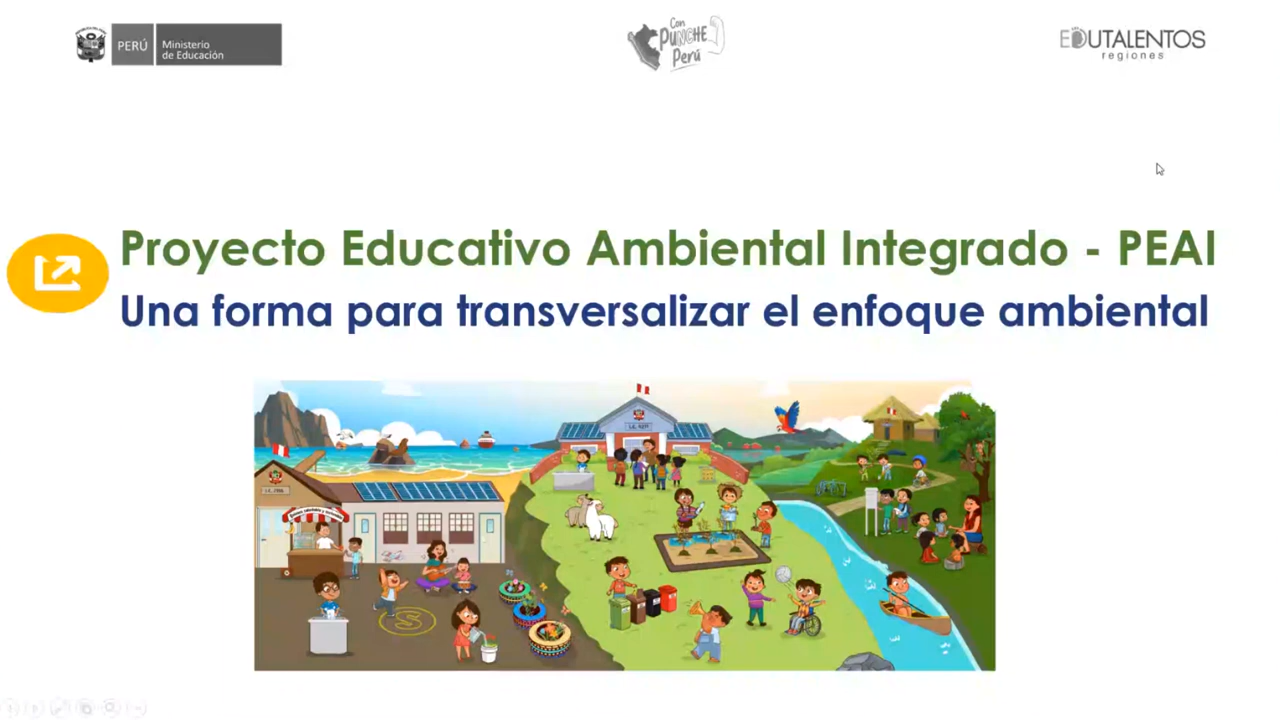 PERÚ
Ministerio
de Educación
Con
PUNCHE
Perú
EDUTALENTOS
regiones
Proyecto Educativo Ambiental Integrado - PEAI
Una forma para transversalizar el enfoque ambiental